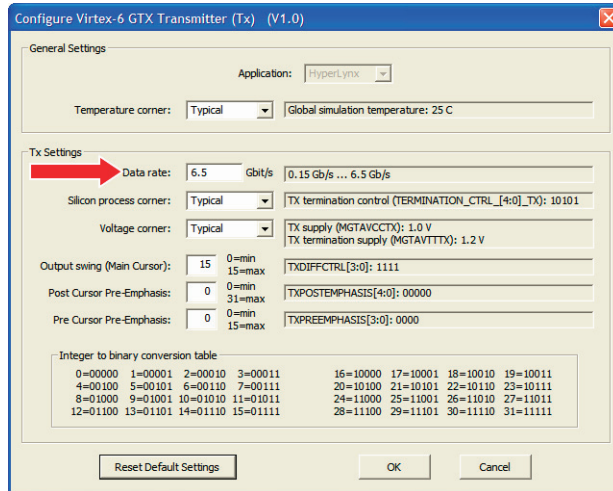 Configure Virtex-6 GTX Transmitter (Tx) (V1.0)
General Settings
Application: HyperLynx
Temperature corner: Typical Global simulation temperature: 25 C
Tx Settings
Data rate: 6.5 Gbit/s 0.15 Gb/s ... 6.5 Gb/s
Silicon process corner: Typical TX termination control (TERMINATION_CTRL_[4:0]_TX): 10101
Voltage corner: Typical TX supply (MGTAVCCTX): 1.0 V
TX termination supply (MGTAVTTTX): 1.2 V
Output swing (Main Cursor): 15 0=min
15=max TXDIFFCTRL[3:0]: 1111
Post Cursor Pre-Emphasis: 0 0=min
31=max TXPOSTEMPHASIS[4:0]: 00000
Pre Cursor Pre-Emphasis: 0 0=min
15=max TXPREEMPHASIS[3:0]: 0000
Integer to binary conversion table
0=00000 1=00001 2=00010 3=00011 16=10000 17=10001 18=10010 19=10011
4=00100 5=00101 6=00110 7=00111 20=10100 21=10101 22=10110 23=10111
8=01000 9=01001 10=01010 11=01011 24=11000 25=11001 26=11010 27=11011
12=01100 13=01101 14=01110 15=01111 28=11100 29=11101 30=11110 31=11111
Reset Default Settings OK Cancel